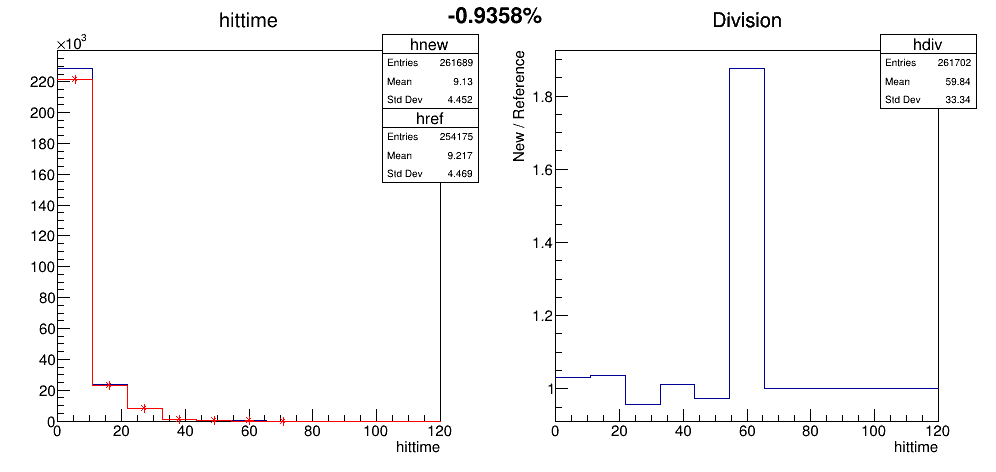 -0.9358%
hittime
×10³
hnew
Entries 261689
Mean 9.13
Std Dev 4.452
href
Entries 254175
Mean 9.217
Std Dev 4.469
220
200
180
160
140
120
100
80
60
40
20
0
0 20 40 60 80 100 120
hittime
Division
hdiv
Entries 261702
Mean 59.84
Std Dev 33.34
New / Reference
1.8
1.6
1.4
1.2
1
0 20 40 60 80 100 120
hittime